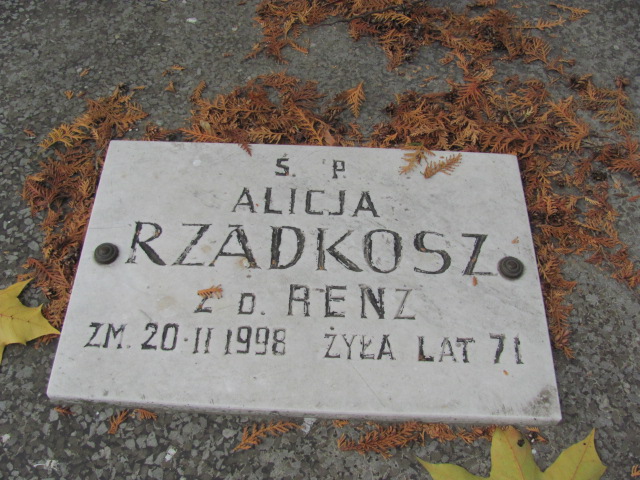 Ś. P.
ALICJA
RZADKOSZ
Z D. RENZ
ZM. 20·II 1998 ŻYŁA LAT 71